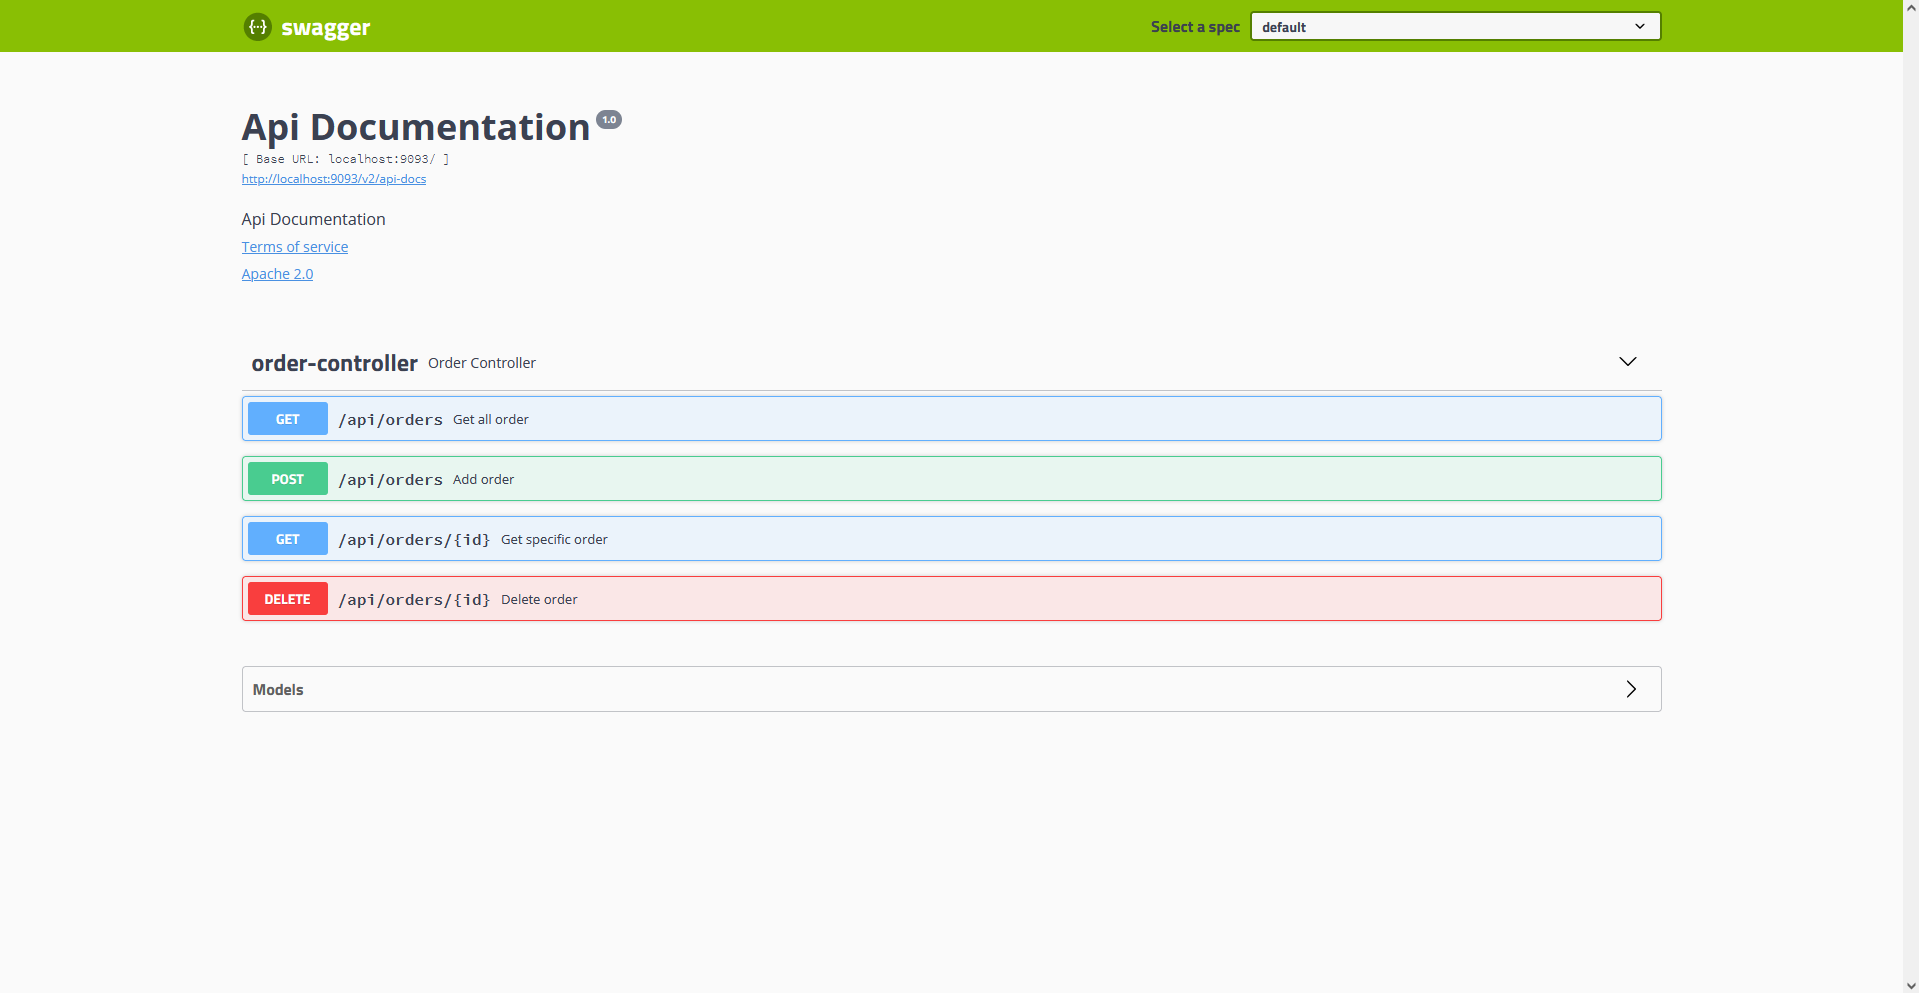 {···} swagger Select a spec default
Api Documentation 1.0
[ Base URL: localhost:9093/ ]
http://localhost:9093/v2/api-docs
Api Documentation
Terms of service
Apache 2.0
order-controller Order Controller
GET /api/orders Get all order
POST /api/orders Add order
GET /api/orders/{id} Get specific order
DELETE /api/orders/{id} Delete order
Models